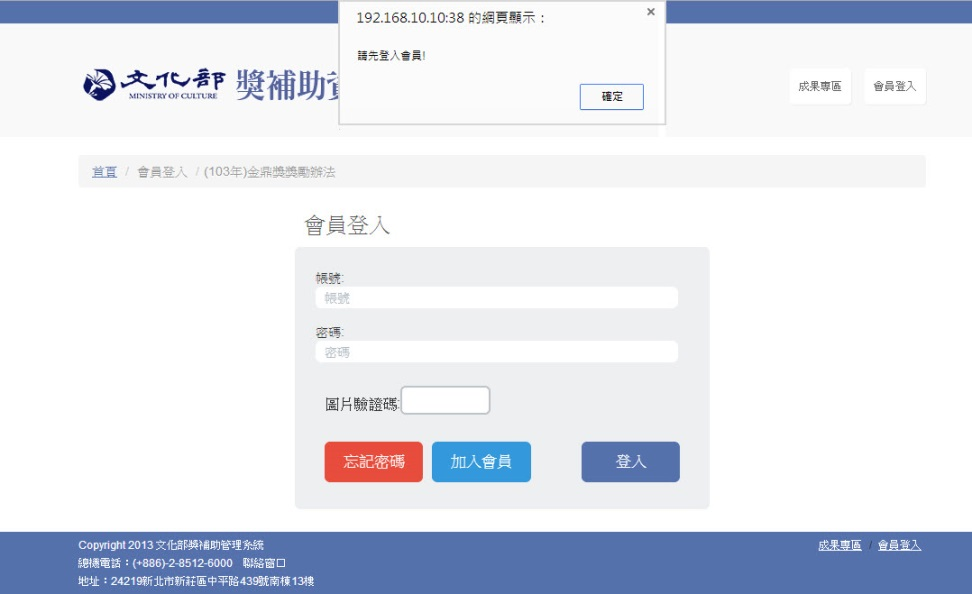 192.168.10.10:38 的網頁顯示：
請先登入會員!
確定
文化部
MINISTRY OF CULTURE
獎補助
成果專區
會員登入
首頁 / 會員登入 / (103年)金鼎獎獎勵辦法
會員登入
帳號:
帳號
密碼:
密碼
圖片驗證碼:
忘記密碼
加入會員
登入
Copyright 2013 文化部獎補助管理系統
成果專區 / 會員登入
總機電話：(+886)-2-8512-6000 聯絡窗口
地址：24219新北市新莊區中平路439號南棟13樓